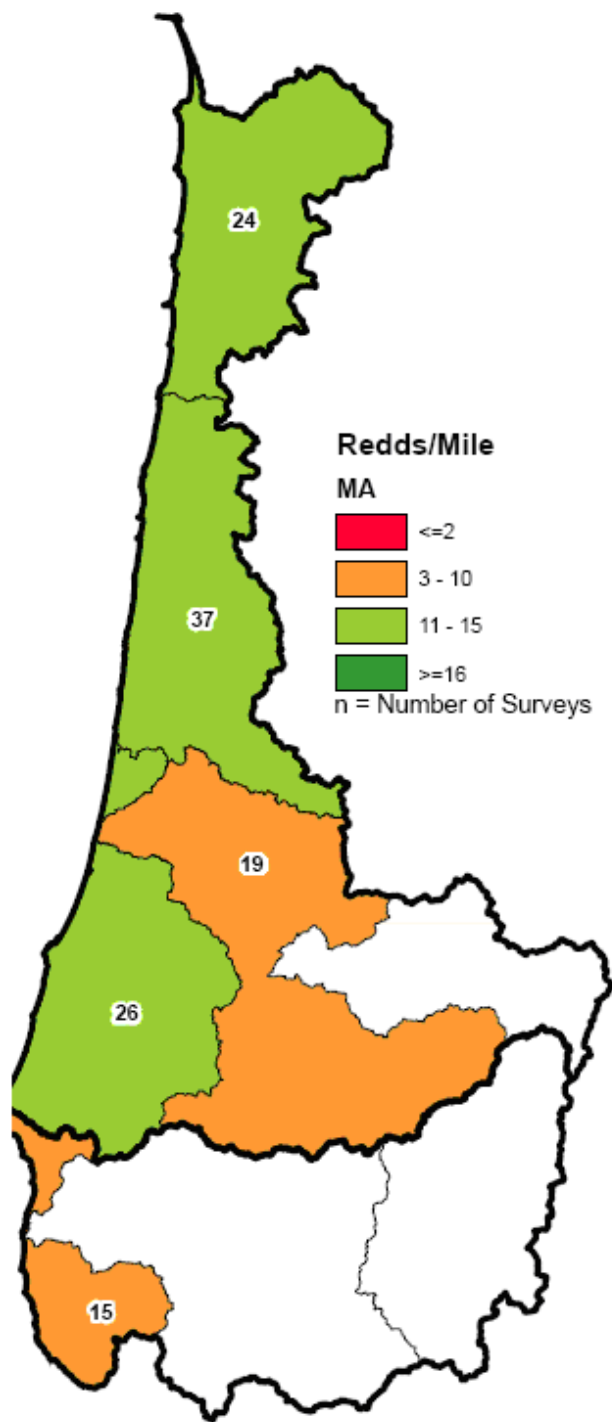 24
Redds/Mile
MA
<=2
3 - 10
11 - 15
>=16
n = Number of Surveys
37
19
26
15